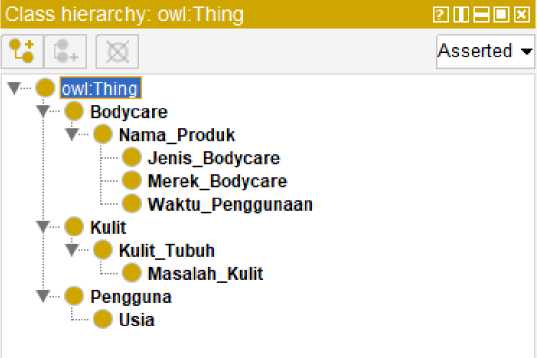 Class hierarchy: owl:Thing
Asserted
owl:Thing
Bodycare
Nama_Produk
Jenis_Bodycare
Merek_Bodycare
Waktu_Penggunaan
Kulit
Kulit_Tubuh
Masalah_Kulit
Pengguna
Usia